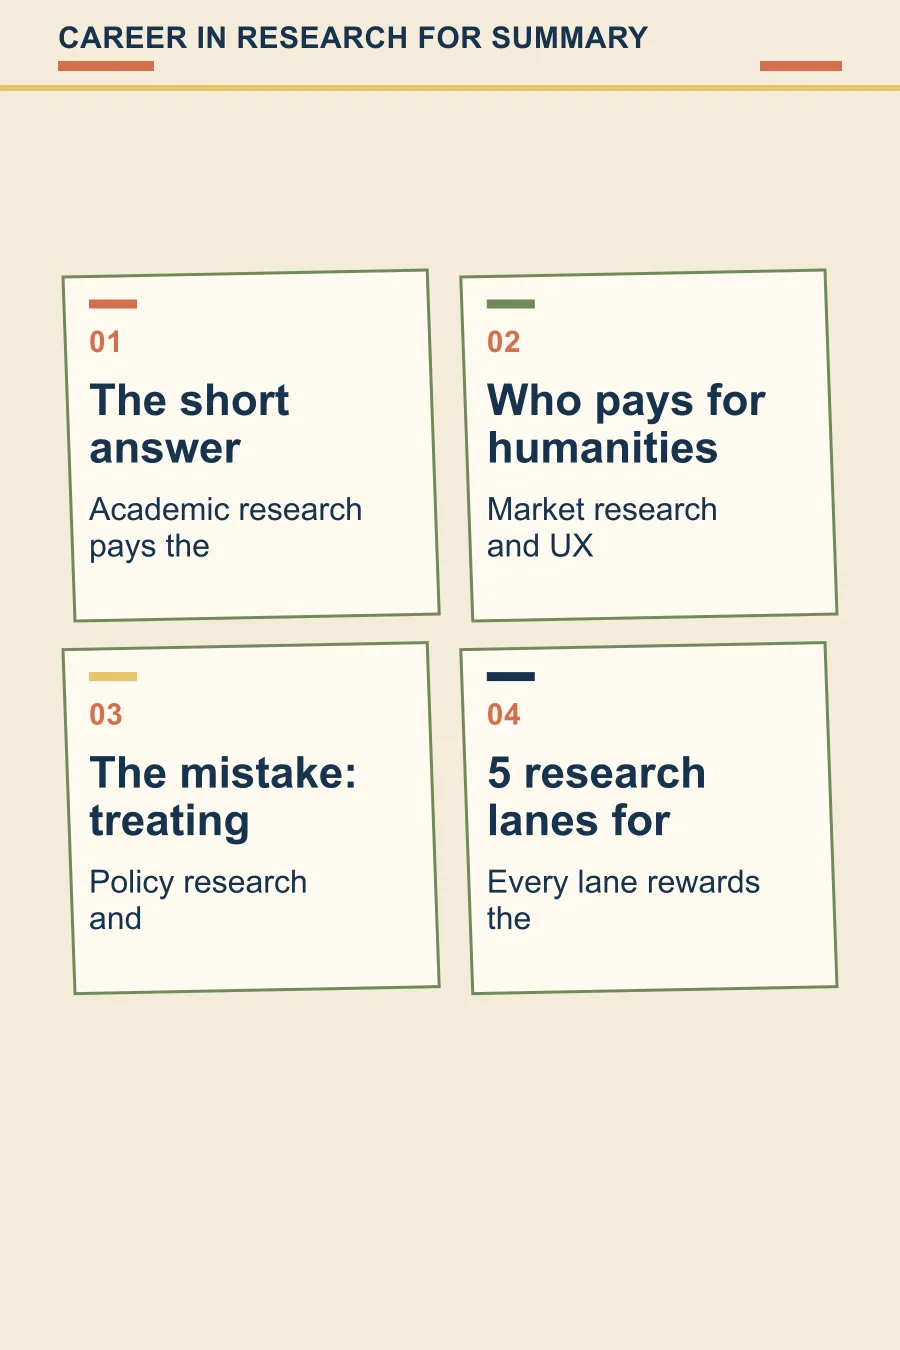 CAREER IN RESEARCH FOR SUMMARY
01
The short
answer
Academic research
pays the
02
Who pays for
humanities
Market research
and UX
03
The mistake:
treating
Policy research
and
04
5 research
lanes for
Every lane rewards
the